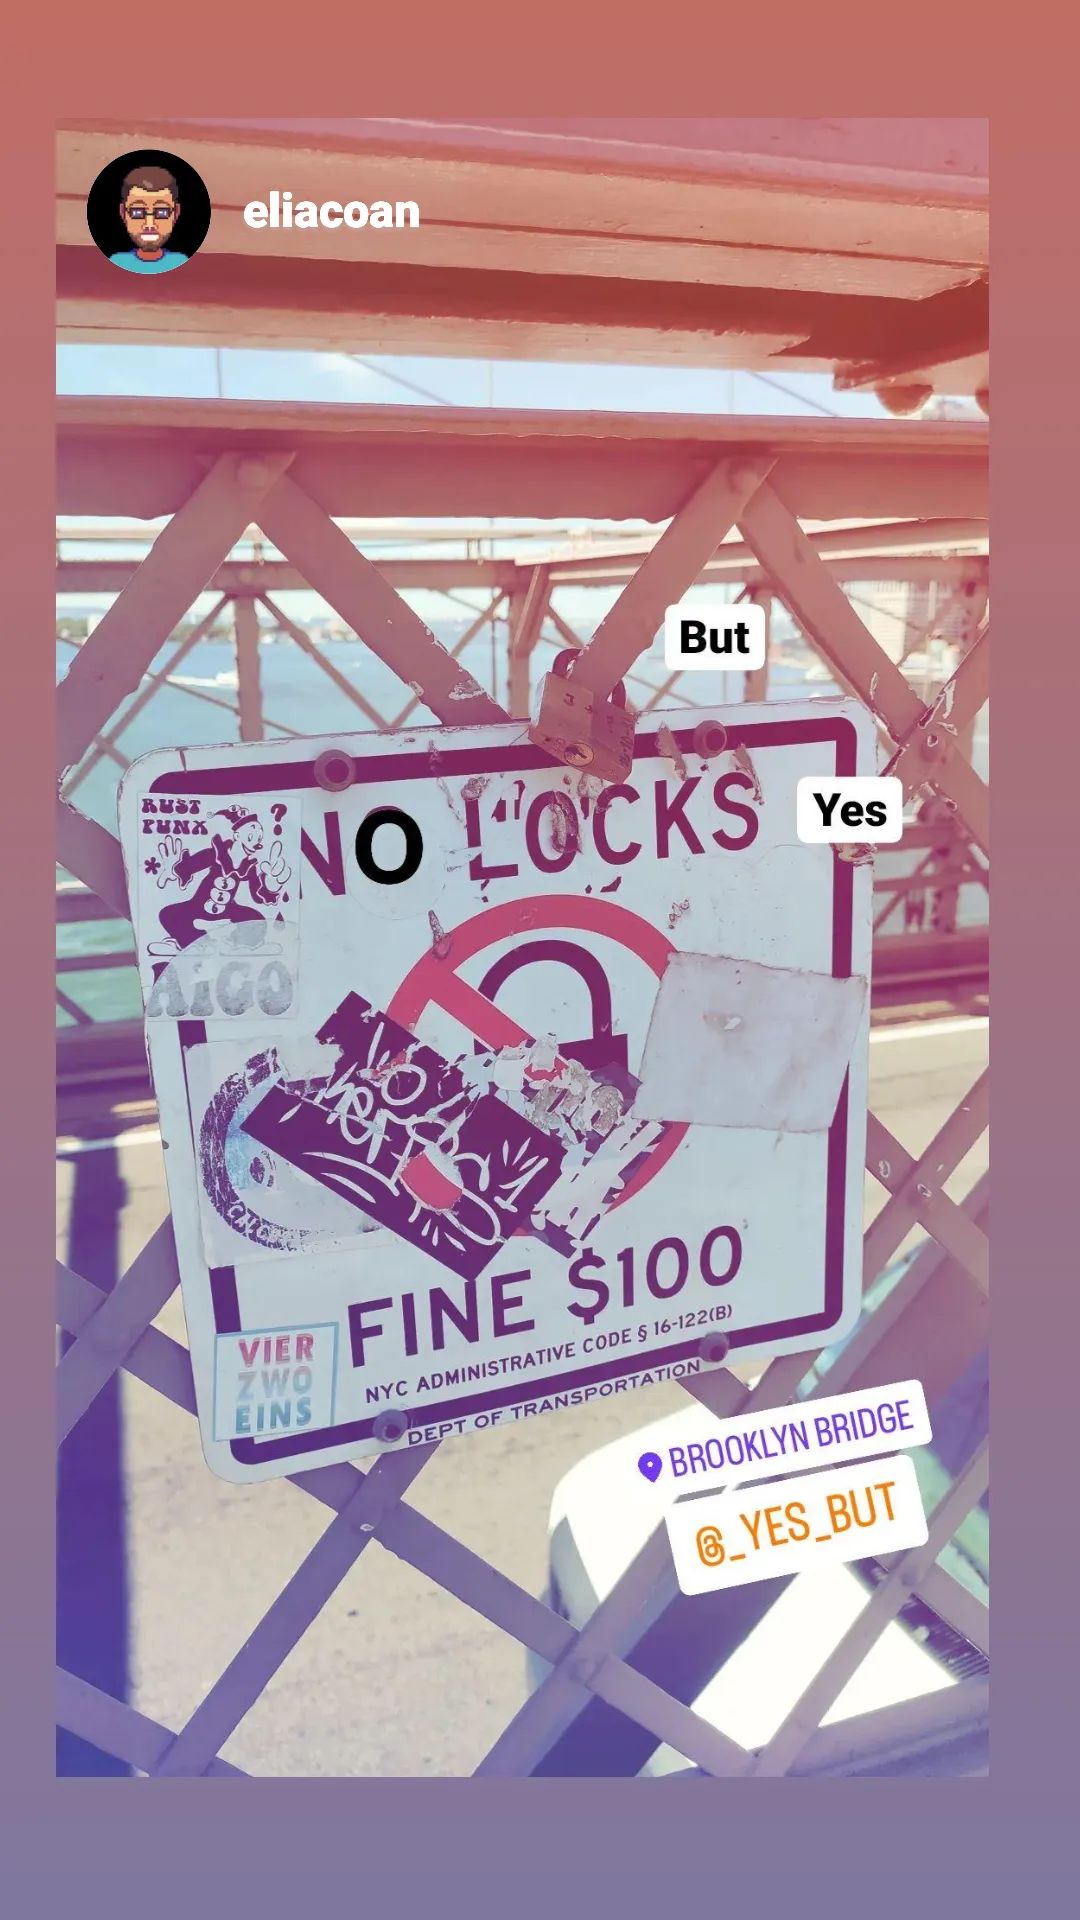 eliacoan
But
Yes
RUST
PUNX
?
*
NO LOCKS
AIGO
FINE $100
NYC ADMINISTRATIVE CODE § 16-122(B)
DEPT OF TRANSPORTATION
VIER
ZWO
EINS
BROOKLYN BRIDGE
@_YES_BUT